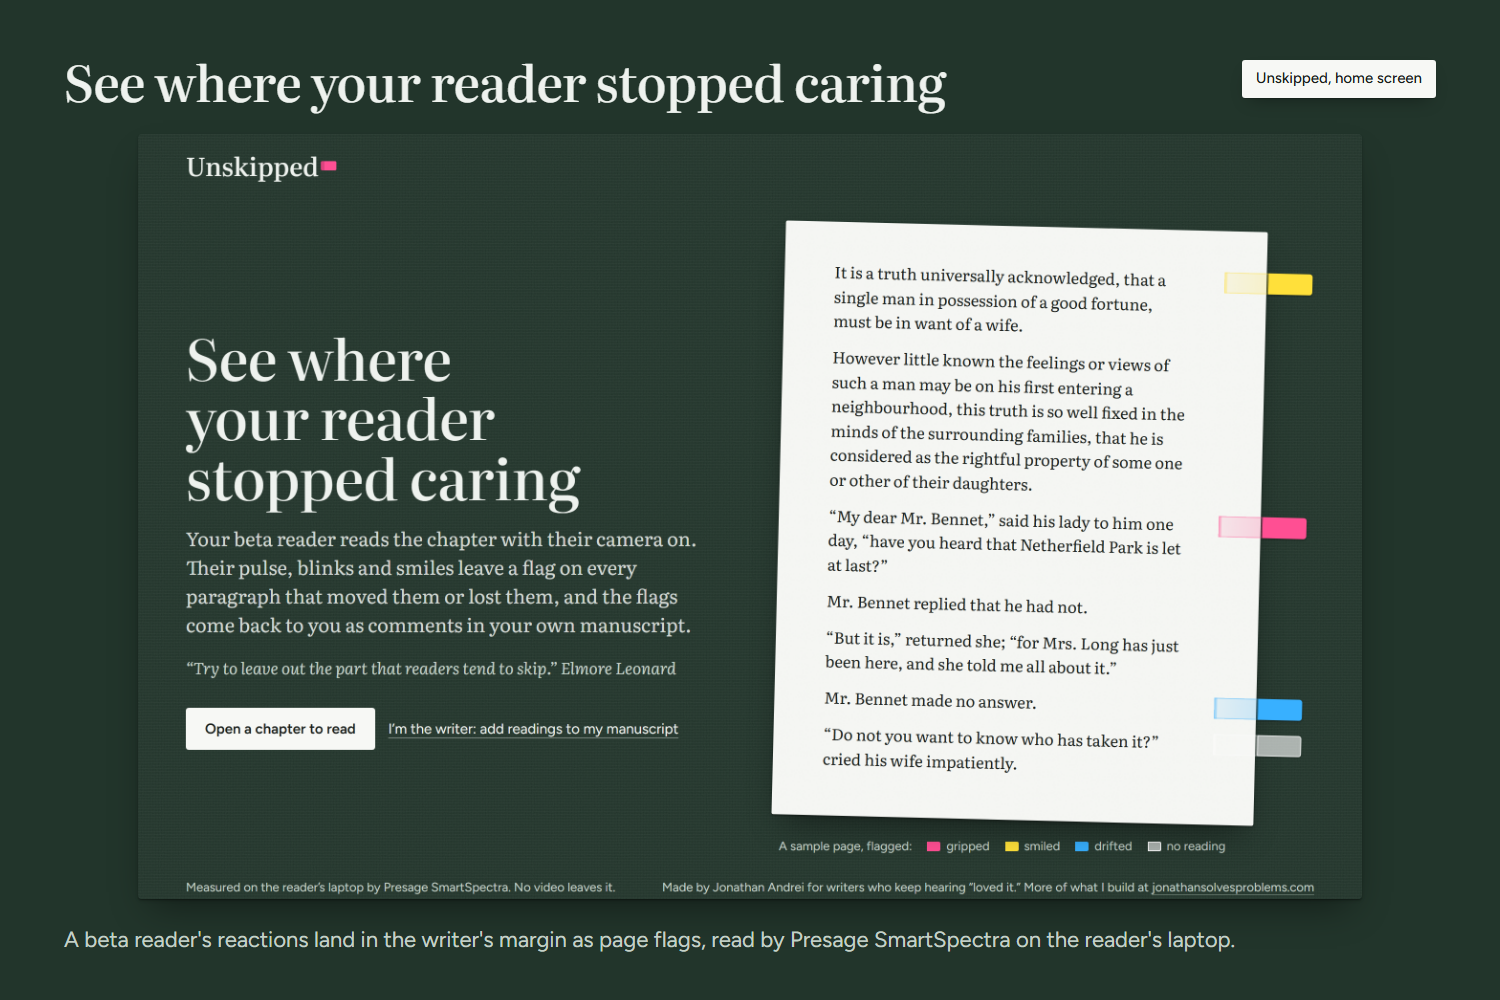 See where your reader stopped caring
Unskipped, home screen
Unskipped
See where
your reader
stopped caring
Your beta reader reads the chapter with their camera on.
Their pulse, blinks and smiles leave a flag on every
paragraph that moved them or lost them, and the flags
come back to you as comments in your own manuscript.
“Try to leave out the part that readers tend to skip.” Elmore Leonard
Open a chapter to read
I’m the writer: add readings to my manuscript
It is a truth universally acknowledged, that a
single man in possession of a good fortune,
must be in want of a wife.
However little known the feelings or views of
such a man may be on his first entering a
neighbourhood, this truth is so well fixed in the
minds of the surrounding families, that he is
considered as the rightful property of some one
or other of their daughters.
“My dear Mr. Bennet,” said his lady to him one
day, “have you heard that Netherfield Park is let
at last?”
Mr. Bennet replied that he had not.
“But it is,” returned she; “for Mrs. Long has just
been here, and she told me all about it.”
Mr. Bennet made no answer.
“Do not you want to know who has taken it?”
cried his wife impatiently.
A sample page, flagged: gripped smiled drifted no reading
Measured on the reader’s laptop by Presage SmartSpectra. No video leaves it.
Made by Jonathan Andrei for writers who keep hearing “loved it.” More of what I build at jonathansolvesproblems.com
A beta reader's reactions land in the writer's margin as page flags, read by Presage SmartSpectra on the reader's laptop.